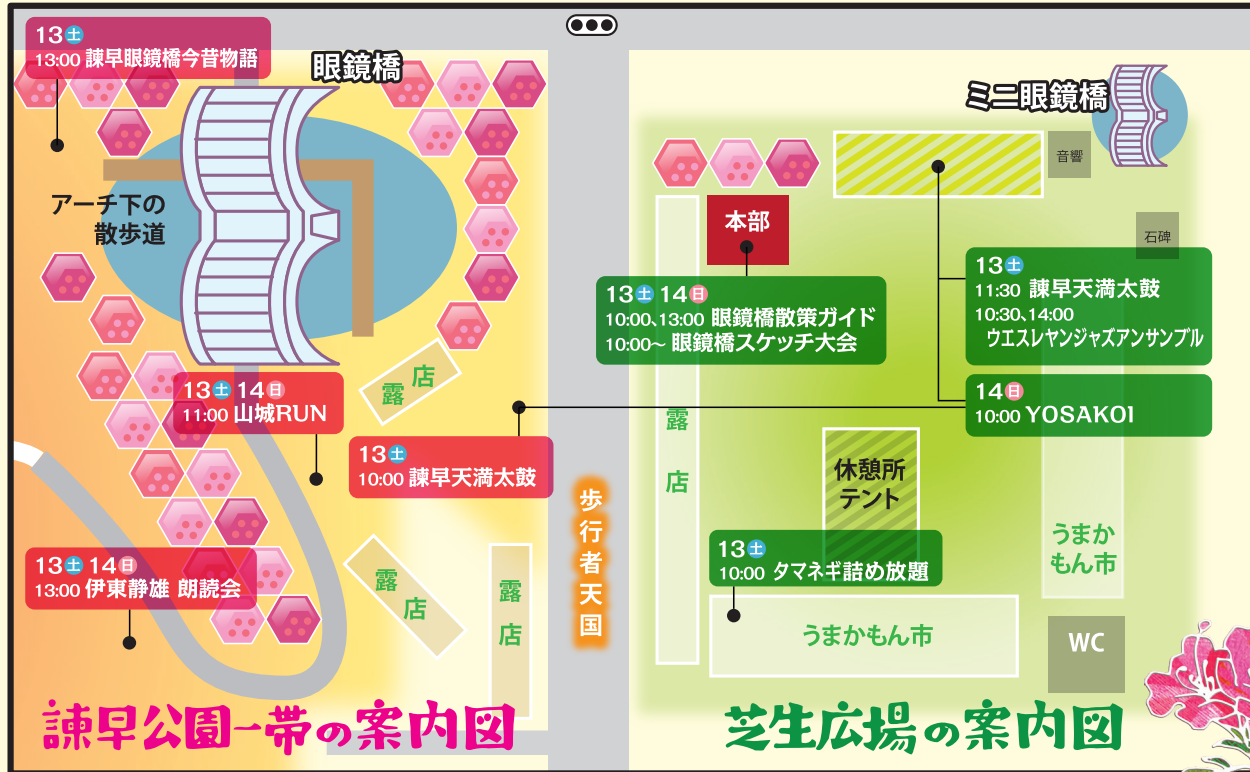 13土
13:00 諫早眼鏡橋今昔物語
眼鏡橋
アーチ下の
散歩道
露店
13土 14日
11:00 山城RUN
13土
10:00 諫早天満太鼓
13土 14日
13:00 伊東静雄 朗読会
露店
露店
歩行者天国
諫早公園一帯の案内図
ミニ眼鏡橋
音響
本部
石碑
13土 14日
10:00、13:00 眼鏡橋散策ガイド
10:00～ 眼鏡橋スケッチ大会
13土
11:30 諫早天満太鼓
10:30、14:00
ウエスレヤンジャズアンサンブル
14日
10:00 YOSAKOI
露店
休憩所
テント
うまか
もん市
13土
10:00 タマネギ詰め放題
うまかもん市
WC
芝生広場の案内図